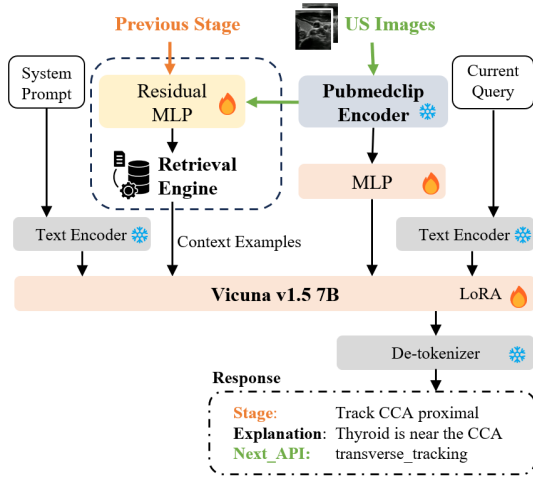 Previous Stage
US Images
System
Prompt
Residual
MLP
Pubmedclip
Encoder
Current
Query
Retrieval
Engine
MLP
Text Encoder
Context Examples
Text Encoder
Vicuna v1.5 7B
LoRA
De-tokenizer
Response
Stage: Track CCA proximal
Explanation: Thyroid is near the CCA
Next_API: transverse_tracking